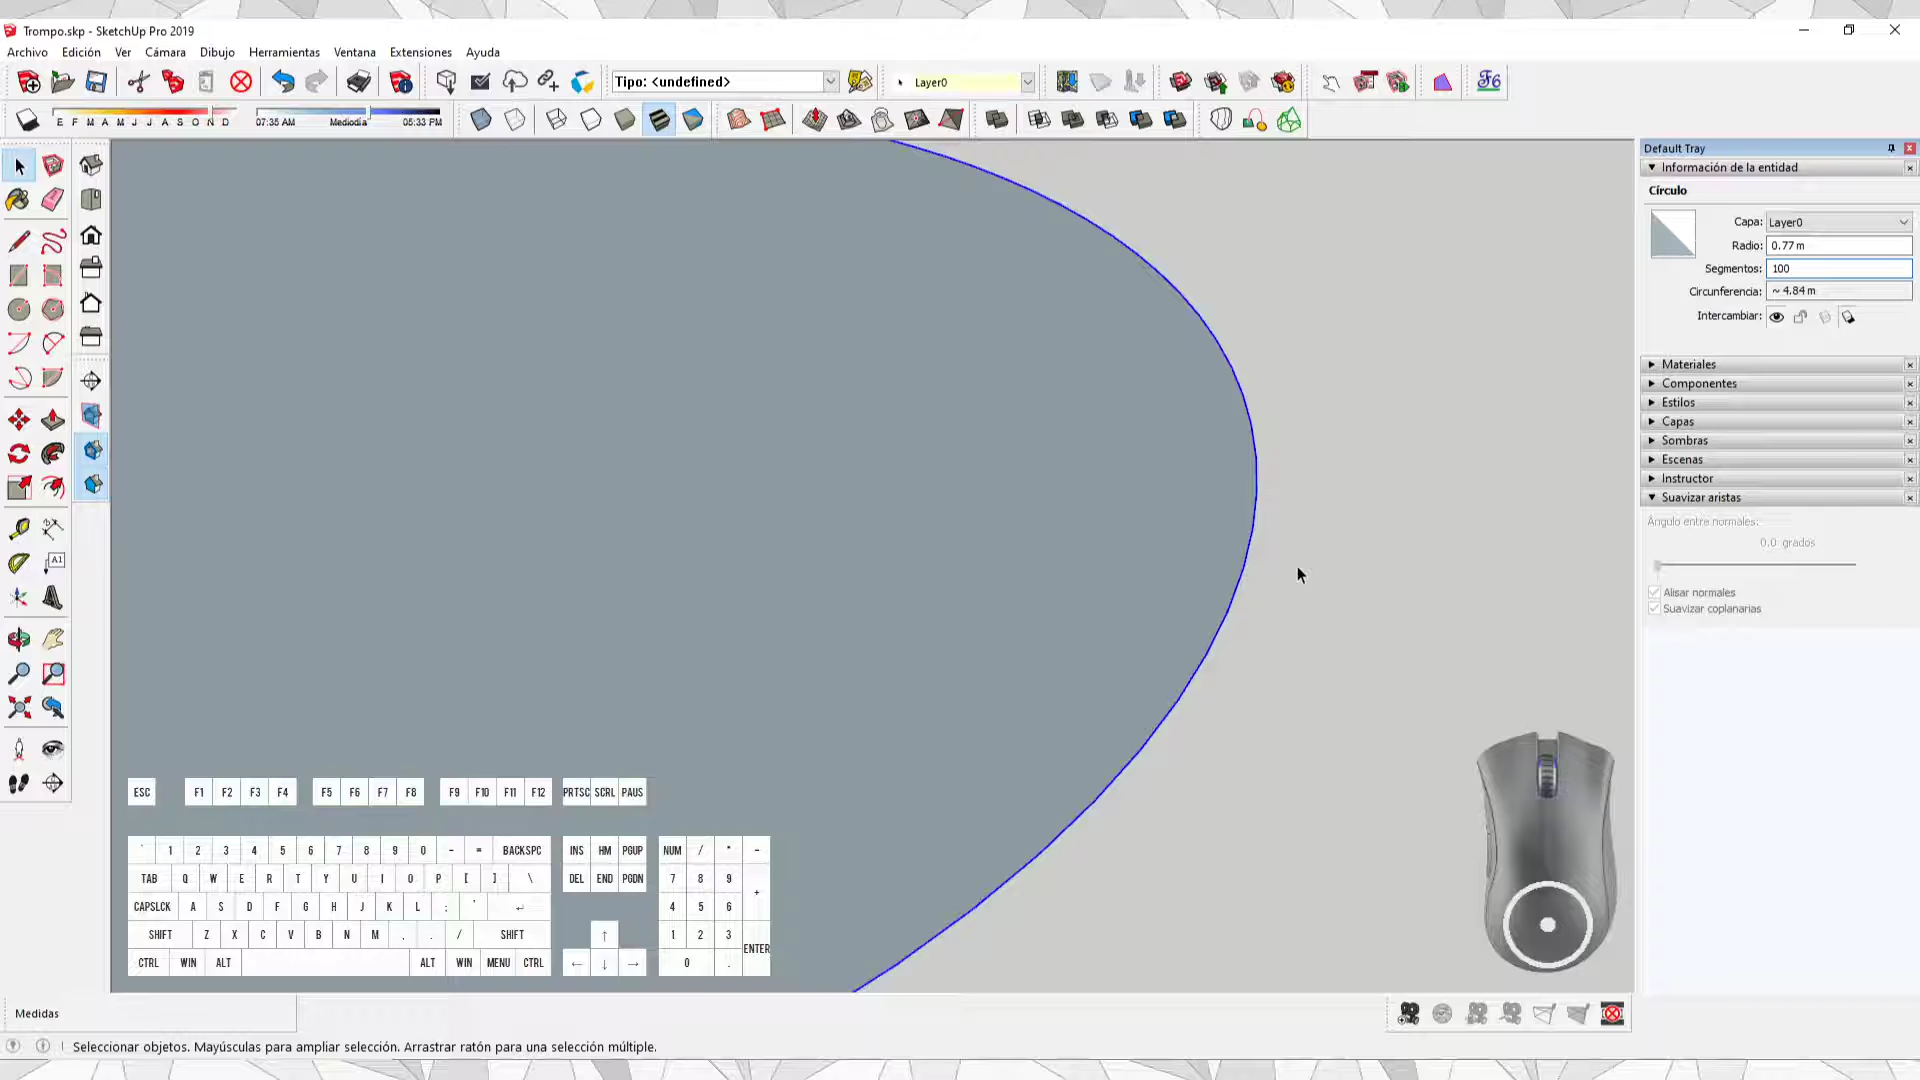 Trompo.skp - SketchUp Pro 2019
Archivo Edición Ver Cámara Dibujo Herramientas Ventana Extensiones Ayuda
Tipo: <undefined> Layer0
E F M A M J J A S O N D 07:35 AM Mediodía 05:33 PM
Default Tray
Información de la entidad
Círculo
Capa: Layer0
Radio: 0.77 m
Segmentos: 100
Circunferencia: ~ 4.84 m
Intercambiar:
Materiales
Componentes
Estilos
Capas
Sombras
Escenas
Instructor
Suavizar aristas
Ángulo entre normales:
0.0 grados
Alisar normales
Suavizar coplanarias
A1
ESC F1 F2 F3 F4 F5 F6 F7 F8 F9 F10 F11 F12 PRTSC SCRL PAUS
` 1 2 3 4 5 6 7 8 9 0 - = BACKSPC INS HM PGUP NUM / * -
TAB Q W E R T Y U I O P [ ] \ DEL END PGDN 7 8 9 +
CAPSLCK A S D F G H J K L ; ' ↵ 4 5 6
SHIFT Z X C V B N M . . / SHIFT ↑ 1 2 3 ENTER
CTRL WIN ALT ALT WIN MENU CTRL ← ↓ → 0 .
Medidas
Seleccionar objetos. Mayúsculas para ampliar selección. Arrastrar ratón para una selección múltiple.